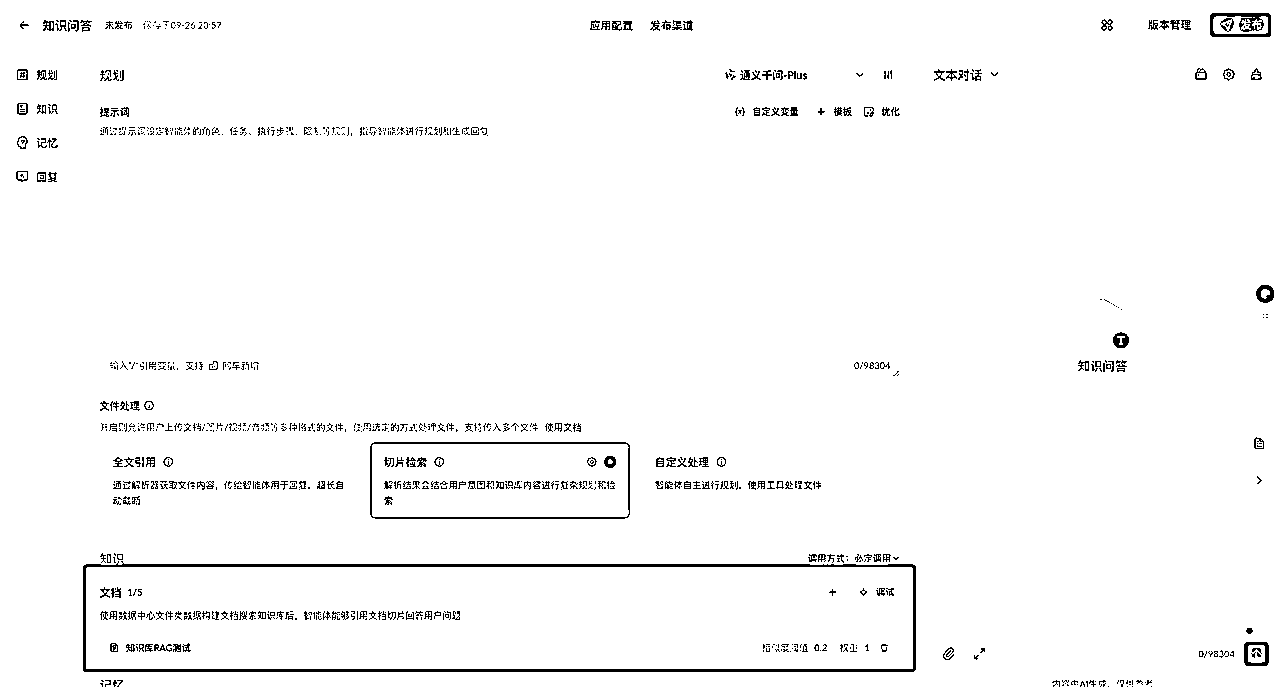 知识问答 未发布 保存于09-26 20:57 应用配置 发布渠道 版本管理 发布
规划
知识
记忆
回复
规划 通义千问-Plus
提示词 自定义变量 模板 优化
通过提示词设定智能体的角色、任务、执行步骤、限制等规则，指导智能体进行规划和生成回复
输入"/"引用变量，支持 0/98304
文件处理
开启则允许用户上传文档/图片/视频/音频等多种格式的文件，使用选定的方式处理文件，支持传入多个文件 使用文档
全文引用
通过解析器获取文件内容，传给智能体用于回复，超长自
动截断
切片检索
解析结果会结合用户意图和知识库内容进行复杂规划和检
索
自定义处理
智能体自主进行规划，使用工具处理文件
知识 调用方式：必定调用
文档 1/5 调试
使用数据中心文件类数据构建文档搜索知识库后，智能体能够引用文档切片回答用户问题
知识库RAG测试 相似度阈值 0.2 权重 1
记忆
文本对话
知识问答
0/98304
内容由AI生成，仅供参考